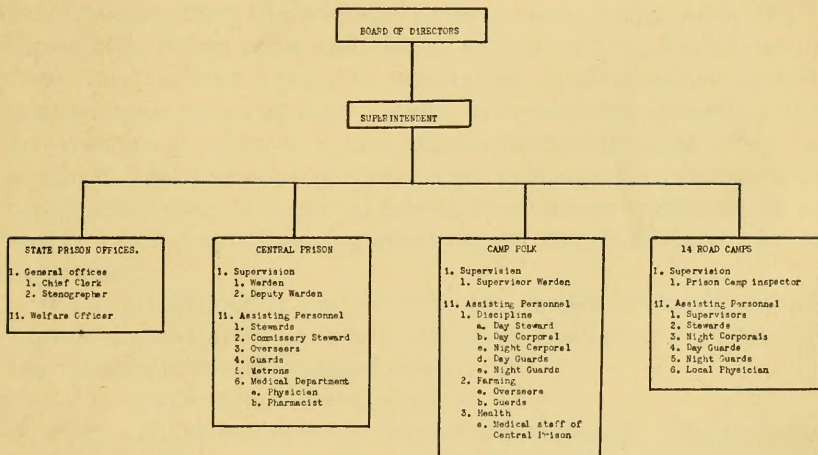 BOARD OF DIRECTORS
SUPERINTENDENT
STATE PRISON OFFICES.
I. General offices
1. Chief Clerk
2. Stenographer
II. Welfare Officer
CENTRAL PRISON
I. Supervision
1. Warden
2. Deputy Warden
II. Assisting Personnel
1. Stewards
2. Commissery Steward
3. Overseers
4. Guards
5. Matrons
6. Medical Department
a. Physician
b. Pharmacist
CAMP POLK
I. Supervision
1. Supervisor Warden
II. Assisting Personnel
1. Discipline
a. Day Steward
b. Day Corporel
c. Night Corporel
d. Day Guards
e. Night Guards
2. Farming
a. Overseers
b. Guards
3. Health
a. Medical staff of
Central Prison
14 ROAD CAMPS
I. Supervision
1. Prison Camp inspector
II. Assisting Personnel
1. Supervisors
2. Stewards
3. Night Corporals
4. Day Guards
5. Night Guards
6. Local Physician